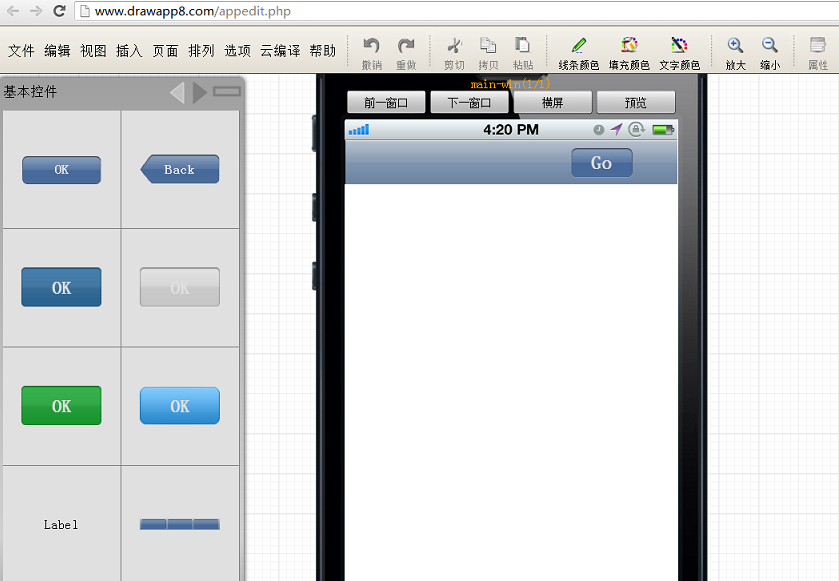 www.drawapp8.com/appedit.php
文件 编辑 视图 插入 页面 排列 选项 云编译 帮助
撤销 重做 剪切 拷贝 粘贴 线条颜色 填充颜色 文字颜色 放大 缩小 属性
基本控件
main-win(1/1)
前一窗口 下一窗口 横屏 预览
4:20 PM
Go
OK Back
OK OK
OK OK
Label